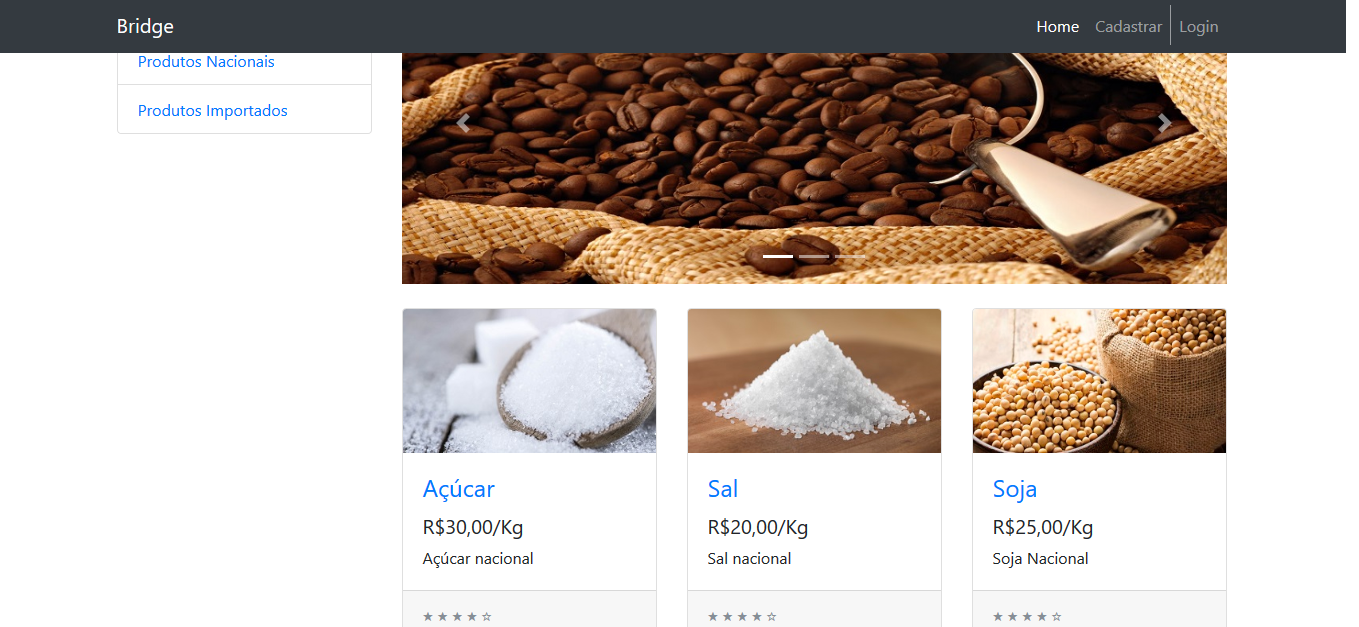 Bridge
Home Cadastrar Login
Produtos Nacionais
Produtos Importados
Açúcar
R$30,00/Kg
Açúcar nacional
★ ★ ★ ★ ☆
Sal
R$20,00/Kg
Sal nacional
★ ★ ★ ★ ☆
Soja
R$25,00/Kg
Soja Nacional
★ ★ ★ ★ ☆